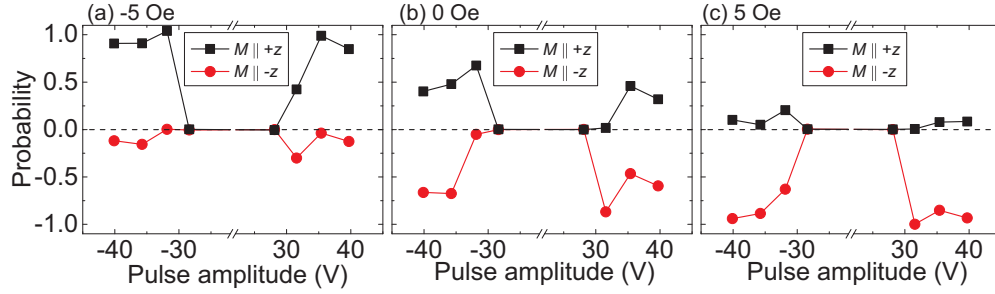 (a) -5 Oe
(b) 0 Oe
(c) 5 Oe
Probability
1.0
0.5
0.0
-0.5
-1.0
M || +z
M || -z
M || +z
M || -z
M || +z
M || -z
-40 -30 30 40
-40 -30 30 40
-40 -30 30 40
Pulse amplitude (V)
Pulse amplitude (V)
Pulse amplitude (V)